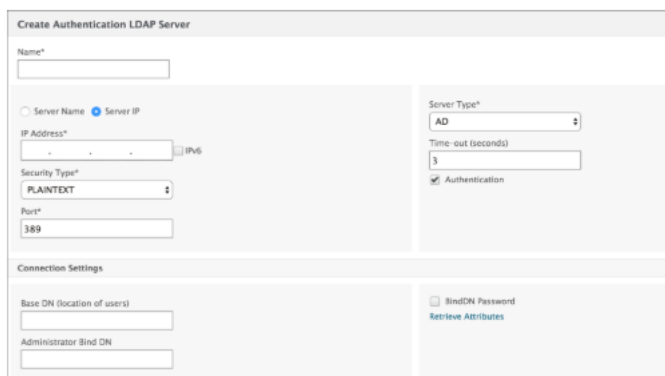 Create Authentication LDAP Server
Name*
Server Name Server IP
IP Address*
. . . IPv6
Security Type*
PLAINTEXT
Port*
389
Server Type*
AD
Time-out (seconds)
3
Authentication
Connection Settings
Base DN (location of users)
Administrator Bind DN
BindDN Password
Retrieve Attributes